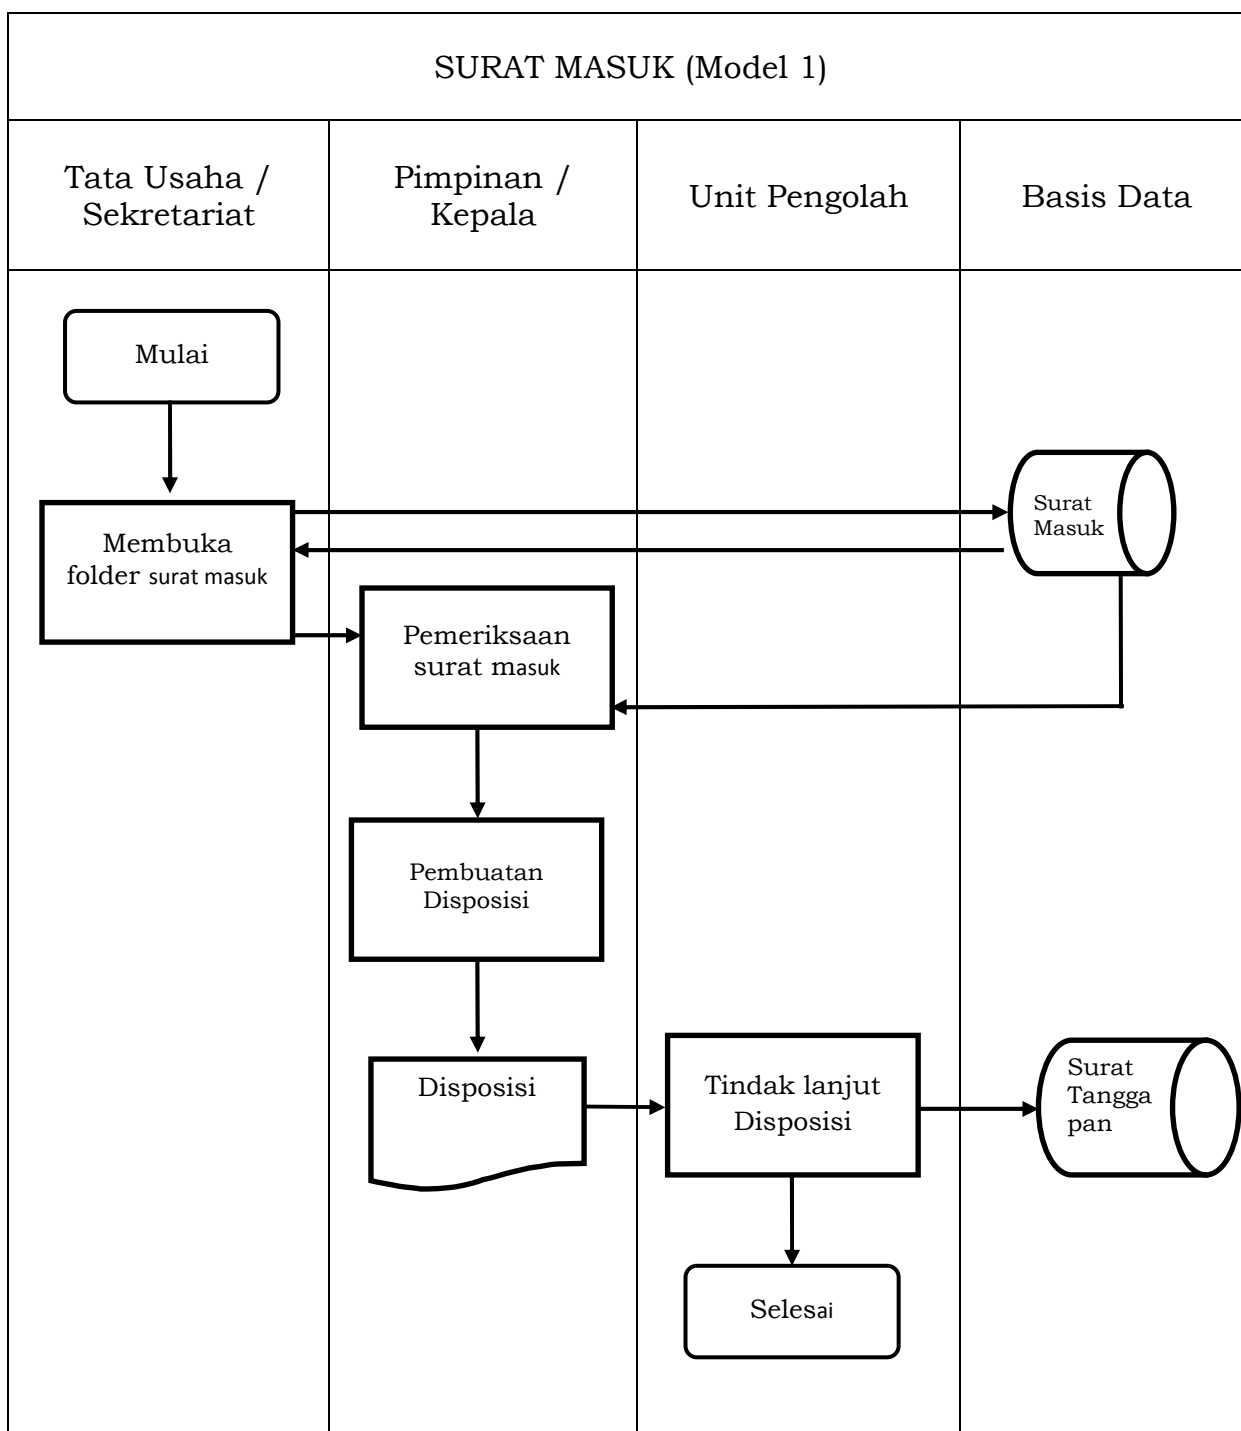 SURAT MASUK (Model 1)
Tata Usaha /
Sekretariat
Pimpinan /
Kepala
Unit Pengolah
Basis Data
Mulai
Surat
Masuk
Membuka
folder surat masuk
Pemeriksaan
surat masuk
Pembuatan
Disposisi
Disposisi
Tindak lanjut
Disposisi
Surat
Tangga
pan
Selesai